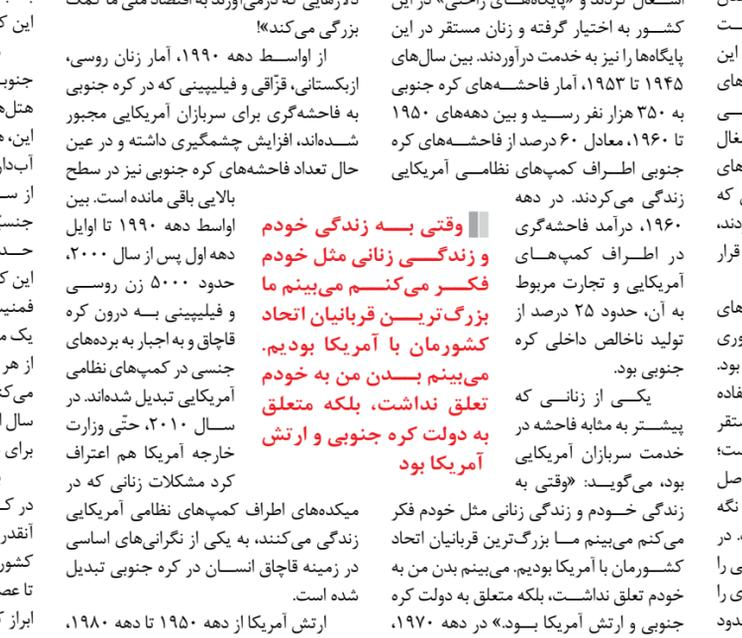 اشغال کردند و «پایگاه‌های راحتی» در این
کشور به اختیار گرفته و زنان مستقر در این
پایگاه‌ها را نیز به خدمت درآوردند. بین سال‌های
۱۹۴۵ تا ۱۹۵۳، آمار فاحشه‌های کره جنوبی
به ۳۵۰ هزار نفر رسید و بین دهه‌های ۱۹۵۰
تا ۱۹۶۰، معادل ۶۰ درصد از فاحشه‌های کره
جنوبی اطراف کمپ‌های نظامی آمریکایی
زندگی می‌کردند. در دهه
۱۹۶۰، درآمد فاحشه‌گری
در اطراف کمپ‌های
آمریکایی و تجارت مربوط
به آن، حدود ۲۵ درصد از
تولید ناخالص داخلی کره
جنوبی بود.
یکی از زنانی که
پیشتر به مثابه فاحشه در
خدمت سربازان آمریکایی
بود، می‌گوید: «وقتی به
زندگی خودم و زندگی زنانی مثل خودم فکر
می‌کنم می‌بینم ما بزرگ‌ترین قربانیان اتحاد
کشورمان با آمریکا بودیم. می‌بینم بدن من به
خودم تعلق نداشت، بلکه متعلق به دولت کره
جنوبی و ارتش آمریکا بود.» در دهه ۱۹۷۰،
وقتی به زندگی خودم
و زندگی زنانی مثل خودم
فکر می‌کنم می‌بینم ما
بزرگ‌ترین قربانیان اتحاد
کشورمان با آمریکا بودیم.
می‌بینم بدن من به خودم
تعلق نداشت، بلکه متعلق
به دولت کره جنوبی و ارتش
آمریکا بود
دلارهایی که درمی‌آورند به اقتصاد ملی ما کمک
بزرگی می‌کند»!
از اواسط دهه ۱۹۹۰، آمار زنان روسی،
ازبکستانی، قزّاقی و فیلیپینی که در کره جنوبی
به فاحشه‌گری برای سربازان آمریکایی مجبور
شده‌اند، افزایش چشمگیری داشته و در عین
حال تعداد فاحشه‌های کره جنوبی نیز در سطح
بالایی باقی مانده است. بین
اواسط دهه ۱۹۹۰ تا اوایل
دهه اول پس از سال ۲۰۰۰،
حدود ۵۰۰۰ زن روسی
و فیلیپینی به درون کره
قاچاق و به اجبار به برده‌های
جنسی در کمپ‌های نظامی
آمریکایی تبدیل شده‌اند. در
سال ۲۰۱۰، حتّی وزارت
خارجه آمریکا هم اعتراف
کرد مشکلات زنانی که در
میکده‌های اطراف کمپ‌های نظامی آمریکایی
زندگی می‌کنند، به یکی از نگرانی‌های اساسی
در زمینه قاچاق انسان در کره جنوبی تبدیل
شده است.
ارتش آمریکا از دهه ۱۹۵۰ تا دهه ۱۹۸۰،